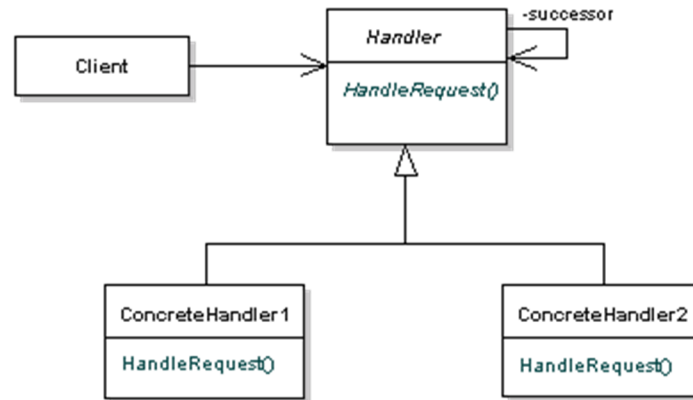 -successor
Handler
Client
HandleRequest()
ConcreteHandler1
ConcreteHandler2
HandleRequest()
HandleRequest()